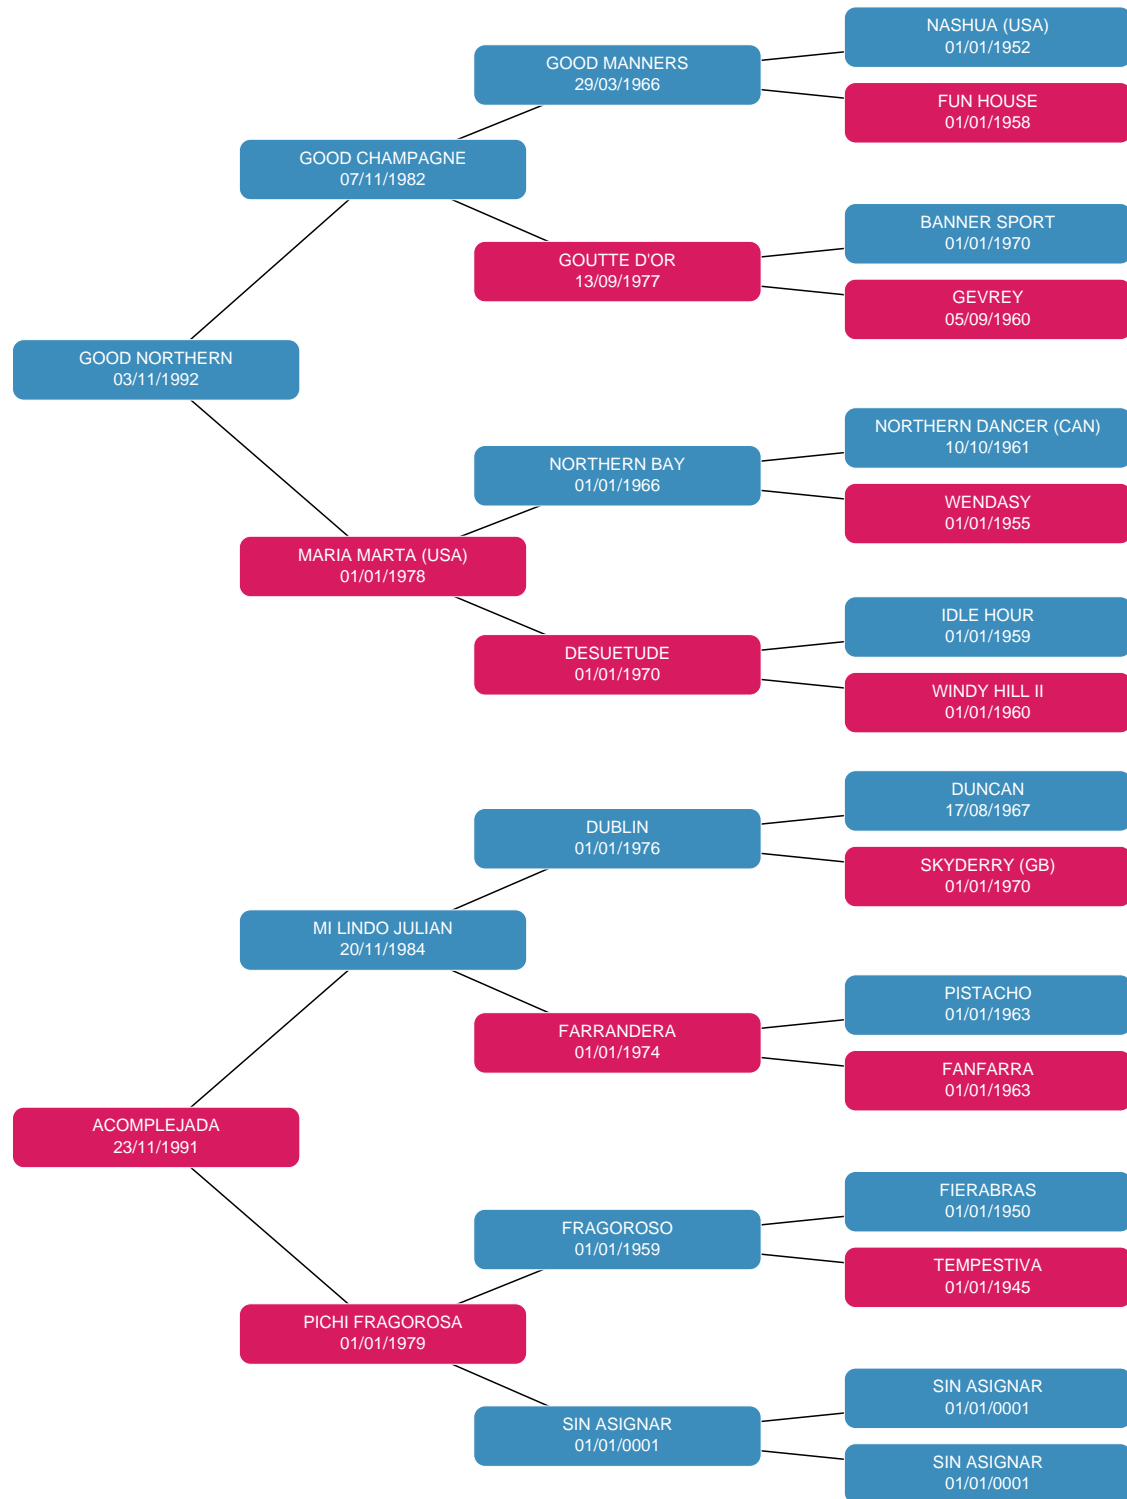 NASHUA (USA)
01/01/1952
GOOD MANNERS
29/03/1966
FUN HOUSE
01/01/1958
GOOD CHAMPAGNE
07/11/1982
BANNER SPORT
01/01/1970
GOUTTE D'OR
13/09/1977
GEVREY
05/09/1960
GOOD NORTHERN
03/11/1992
NORTHERN DANCER (CAN)
10/10/1961
NORTHERN BAY
01/01/1966
WENDASY
01/01/1955
MARIA MARTA (USA)
01/01/1978
IDLE HOUR
01/01/1959
DESUETUDE
01/01/1970
WINDY HILL II
01/01/1960
DUNCAN
17/08/1967
DUBLIN
01/01/1976
SKYDERRY (GB)
01/01/1970
MI LINDO JULIAN
20/11/1984
PISTACHO
01/01/1963
FARRANDERA
01/01/1974
FANFARRA
01/01/1963
ACOMPLEJADA
23/11/1991
FIERABRAS
01/01/1950
FRAGOROSO
01/01/1959
TEMPESTIVA
01/01/1945
PICHI FRAGOROSA
01/01/1979
SIN ASIGNAR
01/01/0001
SIN ASIGNAR
01/01/0001
SIN ASIGNAR
01/01/0001